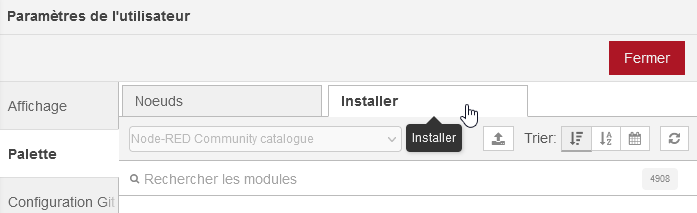 Paramètres de l'utilisateur
Fermer
Affichage
Noeuds
Installer
Node-RED Community catalogue
Installer
Trier:
Palette
Rechercher les modules
4908
Configuration Git